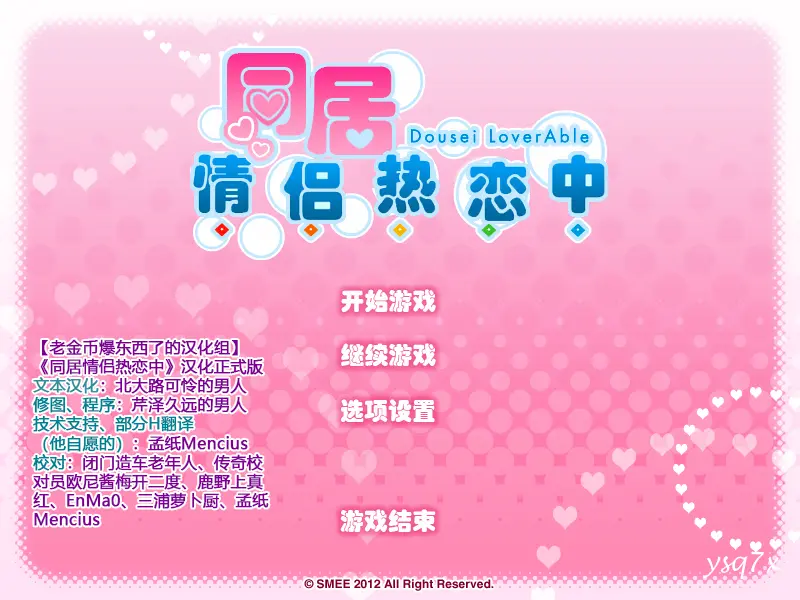 同居
Dousei LoverAble
情侣热恋中
开始游戏
继续游戏
选项设置
游戏结束
【老金币爆东西了的汉化组】
《同居情侣热恋中》汉化正式版
文本汉化：北大路可怜的男人
修图、程序：芹泽久远的男人
技术支持、部分H翻译
（他自愿的）：孟纸Mencius
校对：闭门造车老年人、传奇校
对员欧尼酱梅开二度、鹿野上真
红、EnMa0、三浦萝卜厨、孟纸
Mencius
ysq7x
© SMEE 2012 All Right Reserved.